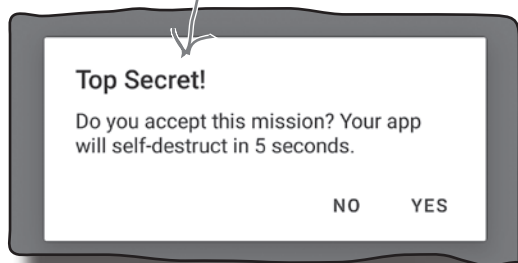 Top Secret!
Do you accept this mission? Your app
will self-destruct in 5 seconds.
NO YES